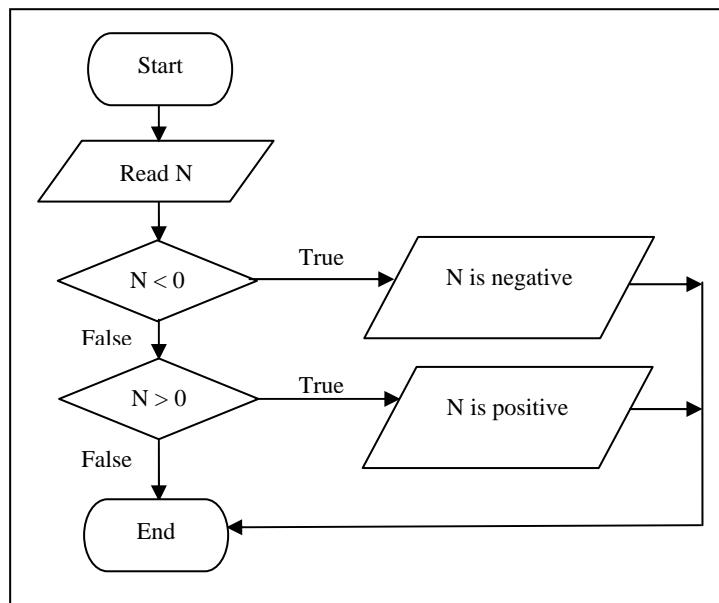 Start
Read N
N < 0
True
N is negative
False
N > 0
True
N is positive
False
End